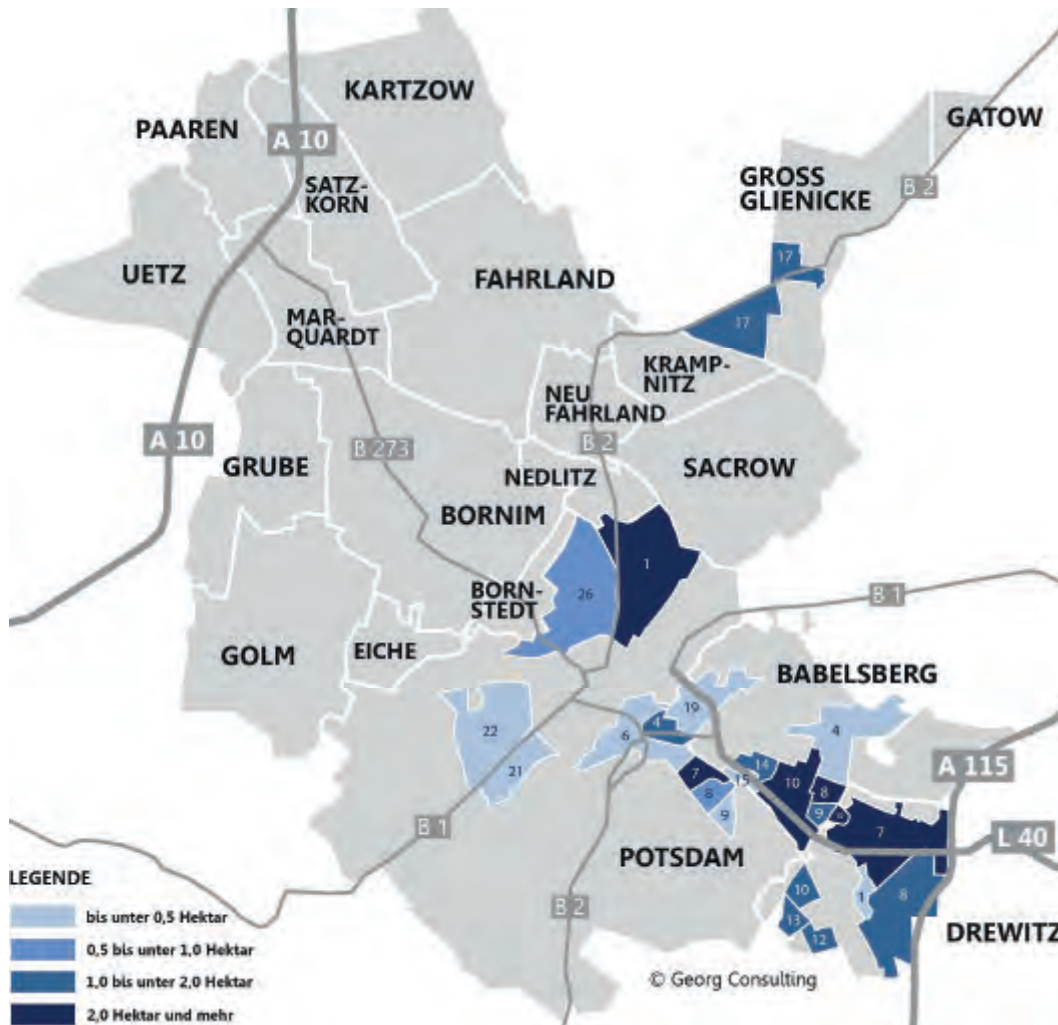 KARTZOW
PAAREN
A 10
GATOW
SATZ-
KORN
GROSS
GLIENICKE
B 2
UETZ
FAHRLAND
17
MAR-
QUARDT
17
KRAMP-
NITZ
NEU
FAHRLAND
A 10
B 273
B 2
GRUBE
NEDLITZ
SACROW
BORNIM
1
BORN-
STEDT
26
B 1
GOLM
EICHE
BABELSBERG
19
4
22
6
4
21
7
15
14
10
8
A 115
8
9
9
7
B 1
L 40
POTSDAM
10
1
8
13
12
B 2
DREWITZ
© Georg Consulting
LEGENDE
bis unter 0,5 Hektar
0,5 bis unter 1,0 Hektar
1,0 bis unter 2,0 Hektar
2,0 Hektar und mehr